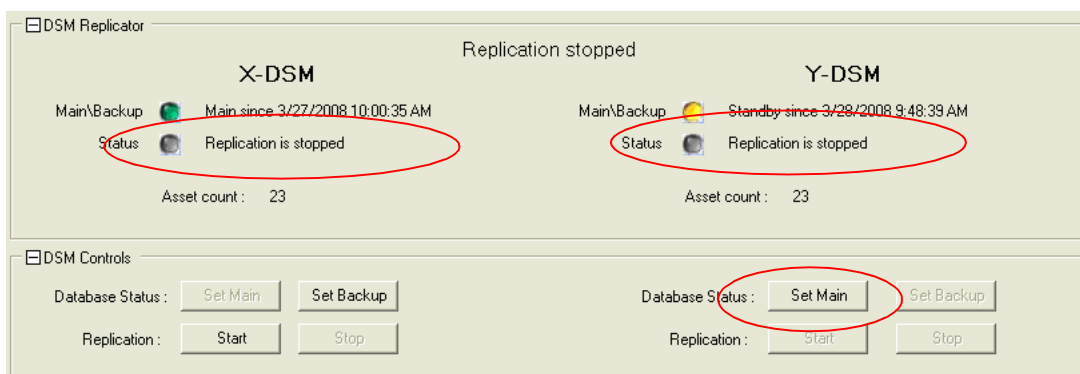 DSM Replicator
Replication stopped
X-DSM Y-DSM
Main\Backup Main since 3/27/2008 10:00:35 AM Main\Backup Standby since 3/28/2008 9:48:39 AM
Status Replication is stopped Status Replication is stopped
Asset count : 23 Asset count : 23
DSM Controls
Database Status : Set Main Set Backup Database Status : Set Main Set Backup
Replication : Start Stop Replication : Start Stop